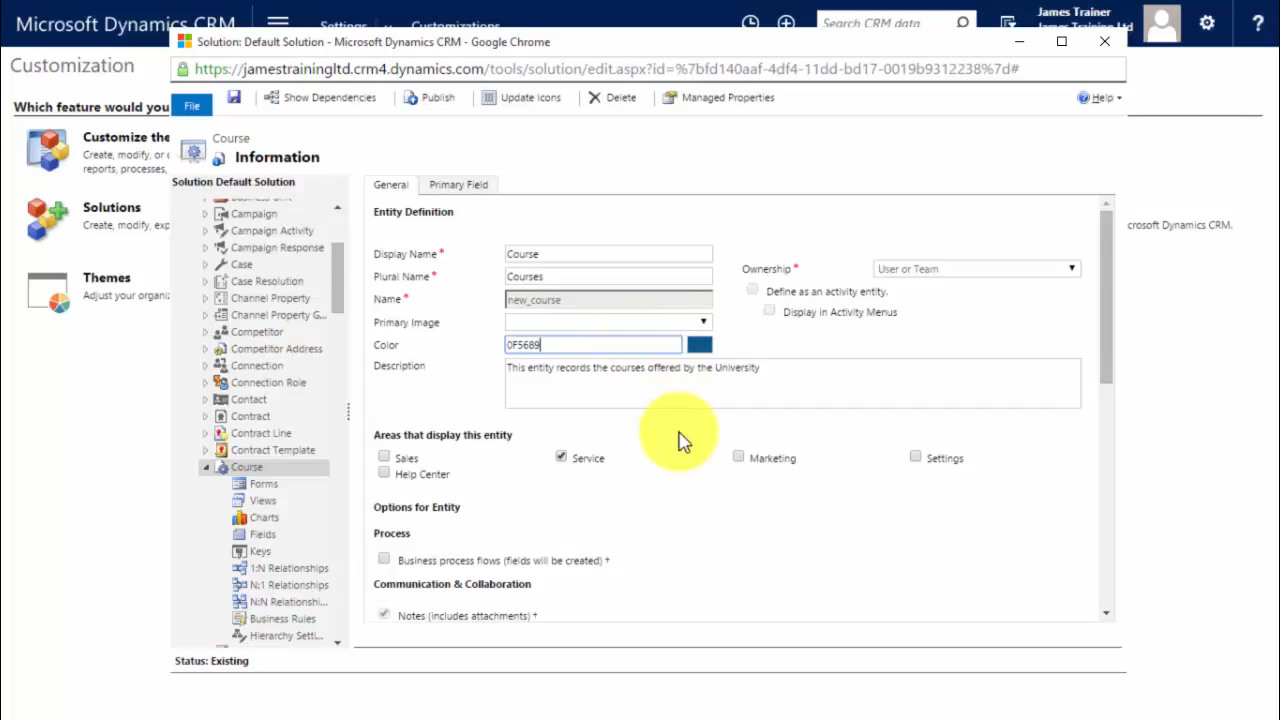 Microsoft Dynamics CRM
Settings
Customizations
Search CRM data
James Trainer
James Training Ltd
?
Solution: Default Solution - Microsoft Dynamics CRM - Google Chrome
Customization
https://jamestrainingltd.crm4.dynamics.com/tools/solution/edit.aspx?id=%7bfd140aaf-4df4-11dd-bd17-0019b9312238%7d#
Which feature would you
File
Show Dependencies
Publish
Update Icons
Delete
Managed Properties
Help
Customize the
Create, modify, or
reports, processes,
Solutions
Create, modify, exp
Themes
Adjust your organiz
crosoft Dynamics CRM.
Course
Information
Solution Default Solution
Campaign
Campaign Activity
Campaign Response
Case
Case Resolution
Channel Property
Channel Property G...
Competitor
Competitor Address
Connection
Connection Role
Contact
Contract
Contract Line
Contract Template
Course
Forms
Views
Charts
Fields
Keys
1:N Relationships
N:1 Relationships
N:N Relationshi...
Business Rules
Hierarchy Setti...
General
Primary Field
Entity Definition
Display Name *
Course
Plural Name *
Courses
Name *
new_course
Primary Image
Color
0F5689
Description
This entity records the courses offered by the University
Ownership *
User or Team
Define as an activity entity.
Display in Activity Menus
Areas that display this entity
Sales
Service
Marketing
Settings
Help Center
Options for Entity
Process
Business process flows (fields will be created) †
Communication & Collaboration
Notes (includes attachments) †
Status: Existing